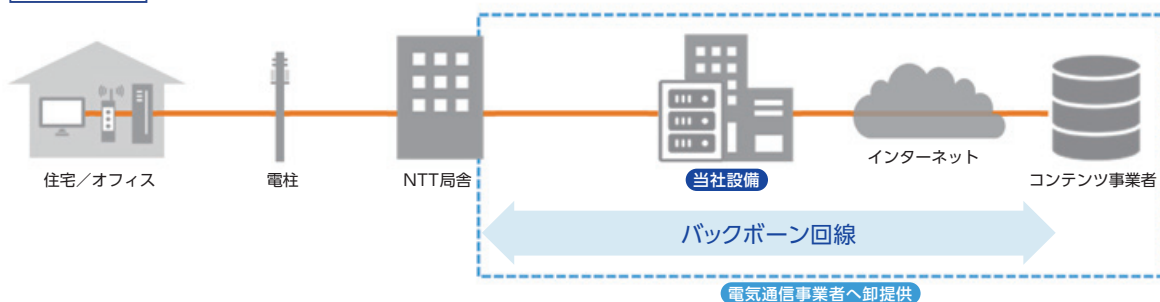 住宅／オフィス
電柱
NTT局舎
当社設備
インターネット
コンテンツ事業者
バックボーン回線
電気通信事業者へ卸提供